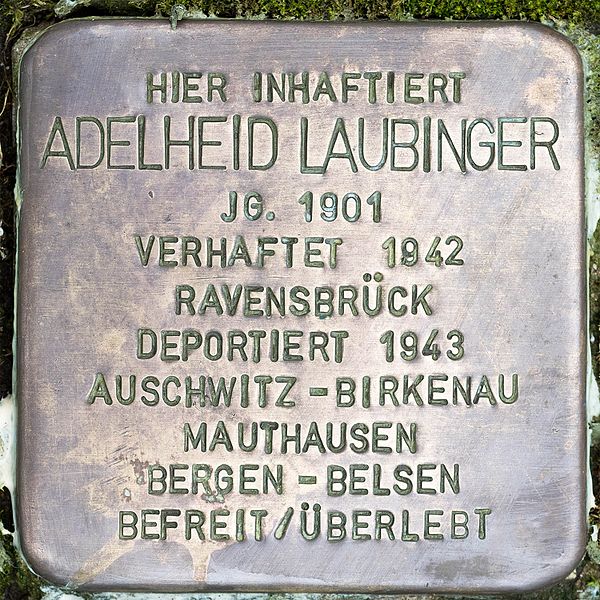 HIER INHAFTIERT
ADELHEID LAUBINGER
JG. 1901
VERHAFTET 1942
RAVENSBRÜCK
DEPORTIERT 1943
AUSCHWITZ-BIRKENAU
MAUTHAUSEN
BERGEN-BELSEN
BEFREIT/ÜBERLEBT